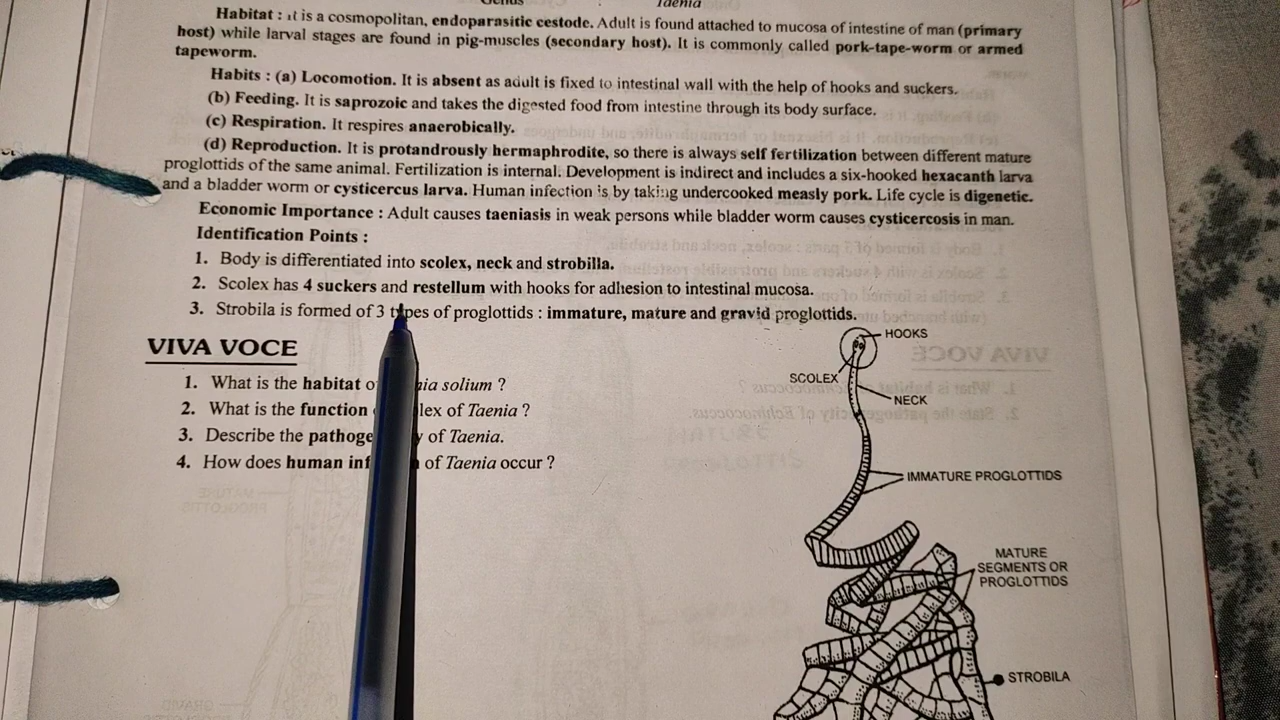 Genus Taenia
Habitat : It is a cosmopolitan, endoparasitic cestode. Adult is found attached to mucosa of intestine of man (primary
host) while larval stages are found in pig-muscles (secondary host). It is commonly called pork-tape-worm or armed
tapeworm.
Habits : (a) Locomotion. It is absent as adult is fixed to intestinal wall with the help of hooks and suckers.
(b) Feeding. It is saprozoic and takes the digested food from intestine through its body surface.
(c) Respiration. It respires anaerobically.
(d) Reproduction. It is protandrously hermaphrodite, so there is always self fertilization between different mature
proglottids of the same animal. Fertilization is internal. Development is indirect and includes a six-hooked hexacanth larva
and a bladder worm or cysticercus larva. Human infection is by taking undercooked measly pork. Life cycle is digenetic.
Economic Importance : Adult causes taeniasis in weak persons while bladder worm causes cysticercosis in man.
Identification Points :
1. Body is differentiated into scolex, neck and strobilla.
2. Scolex has 4 suckers and restellum with hooks for adhesion to intestinal mucosa.
3. Strobila is formed of 3 types of proglottids : immature, mature and gravid proglottids.
VIVA VOCE
1. What is the habitat o nia solium ?
2. What is the function lex of Taenia ?
3. Describe the pathoge y of Taenia.
4. How does human inf of Taenia occur ?
HOOKS
SCOLEX
NECK
IMMATURE PROGLOTTIDS
MATURE
SEGMENTS OR
PROGLOTTIDS
STROBILA